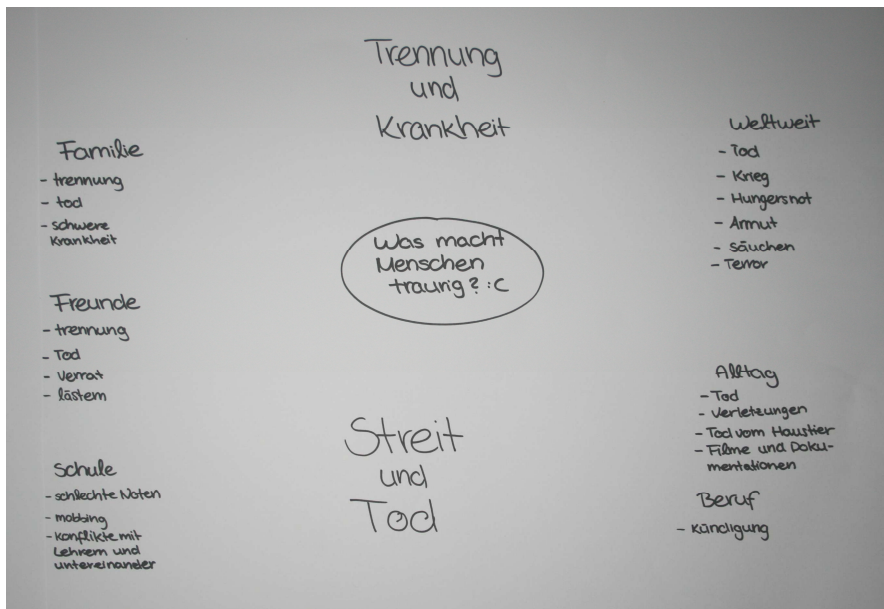 Trennung
und
Krankheit
Familie
- trennung
- tod
- schwere
Krankheit
Freunde
- trennung
- Tod
- Verrat
- lästern
Schule
- schlechte Noten
- mobbing
- Konflikte mit
Lehrern und
untereinander
Was macht
Menschen
traurig? :C
Streit
und
Tod
Weltweit
- Tod
- Krieg
- Hungersnot
- Armut
- säuchen
- Terror
Alltag
- Tod
- Verletzungen
- Tod vom Haustier
- Filme und Doku-
mentationen
Beruf
- Kündigung